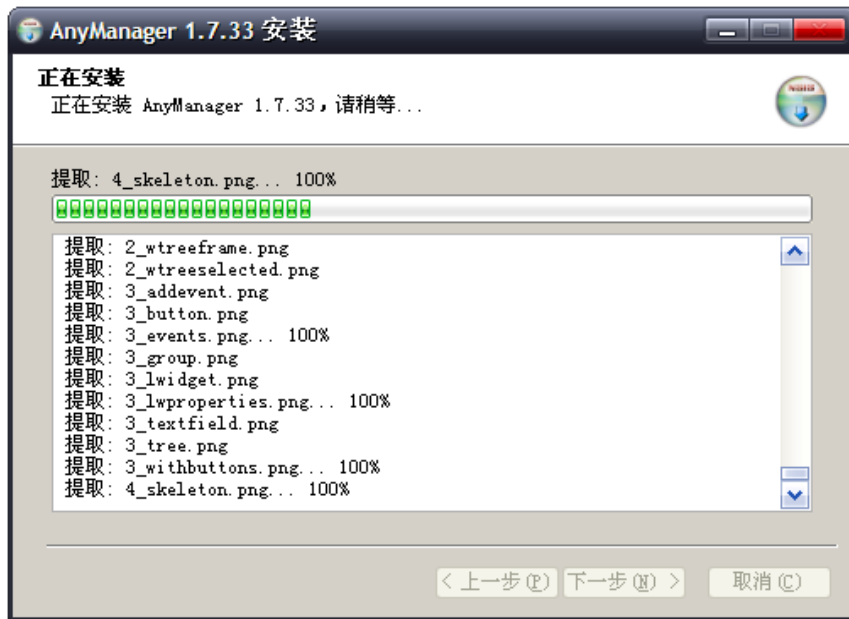 AnyManager 1.7.33 安装
正在安装
正在安装 AnyManager 1.7.33，请稍等...
提取: 4_skeleton.png... 100%
提取: 2_wtreeframe.png
提取: 2_wtreeselected.png
提取: 3_addevent.png
提取: 3_button.png
提取: 3_events.png... 100%
提取: 3_group.png
提取: 3_lwidget.png
提取: 3_lwproperties.png... 100%
提取: 3_textfield.png
提取: 3_tree.png
提取: 3_withbuttons.png... 100%
提取: 4_skeleton.png... 100%
< 上一步(P) 下一步(N) > 取消(C)